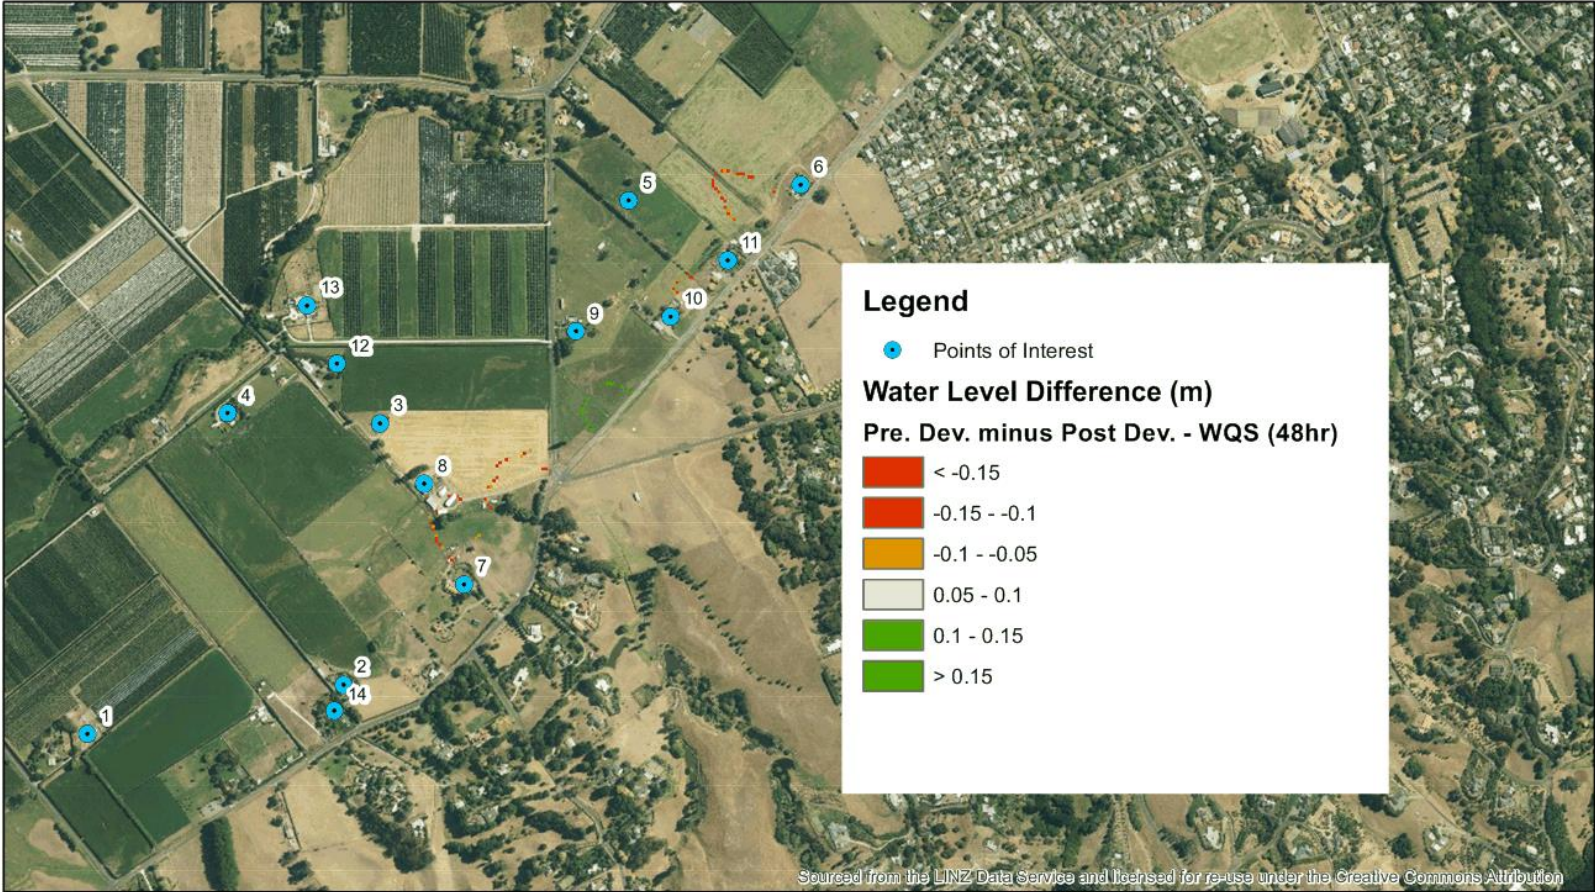 6
5
11
13
10
9
12
4
3
8
7
2
14
1
Legend
Points of Interest
Water Level Difference (m)
Pre. Dev. minus Post Dev. - WQS (48hr)
< -0.15
-0.15 - -0.1
-0.1 - -0.05
0.05 - 0.1
0.1 - 0.15
> 0.15
Sourced from the LINZ Data Service and licensed for re-use under the Creative Commons Attribution